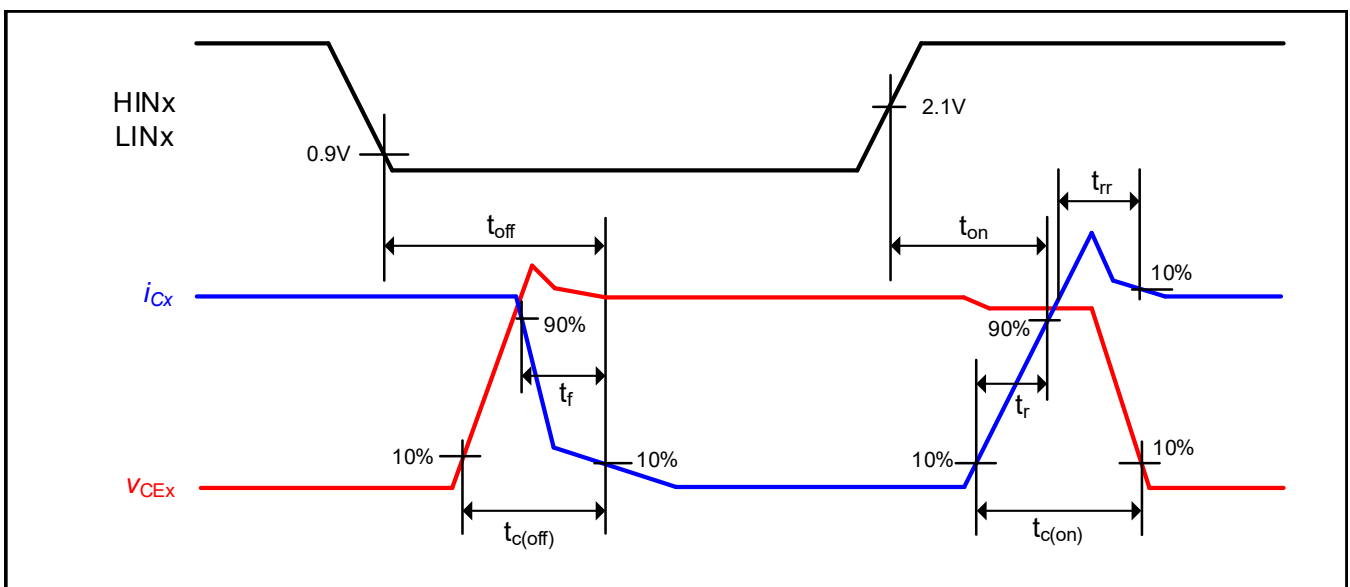 HINx
LINx
0.9V
2.1V
trr
toff
ton
iCx
10%
90%
90%
tf
tr
10%
10%
10%
10%
vCEx
tc(off)
tc(on)